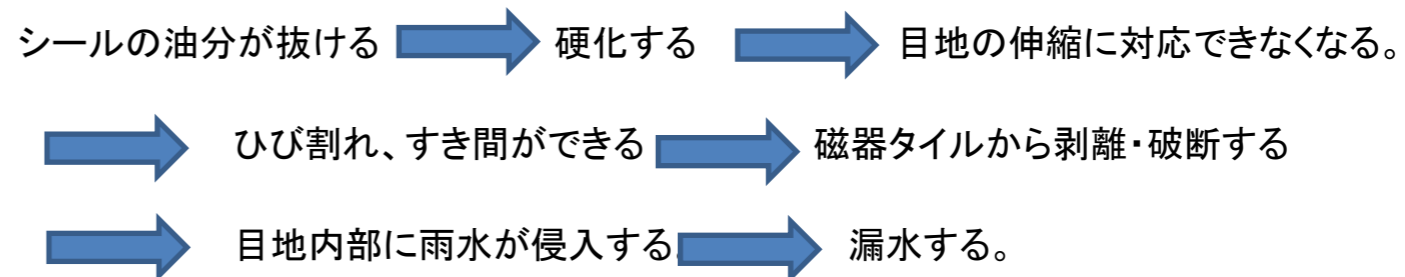 シールの油分が抜ける 硬化する 目地の伸縮に対応できなくなる。
ひび割れ、すき間ができる 磁器タイルから剥離・破断する
目地内部に雨水が侵入する 漏水する。